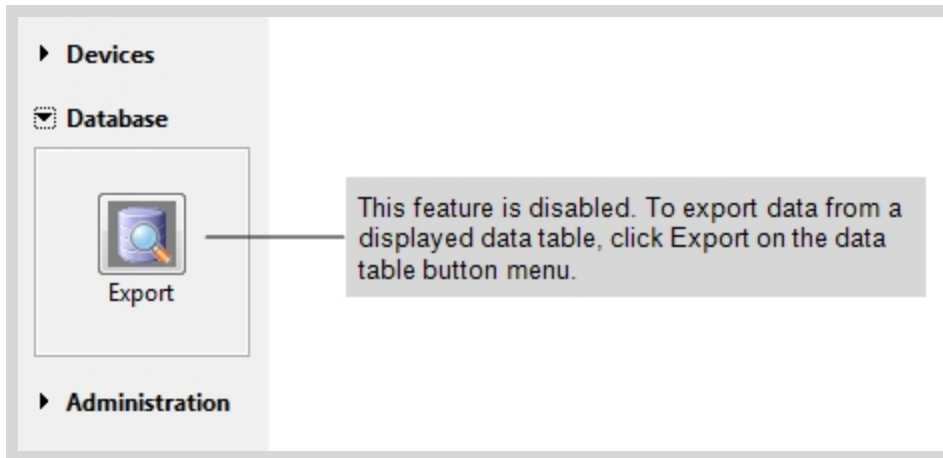 Devices
Database
Export
This feature is disabled. To export data from a
displayed data table, click Export on the data
table button menu.
Administration